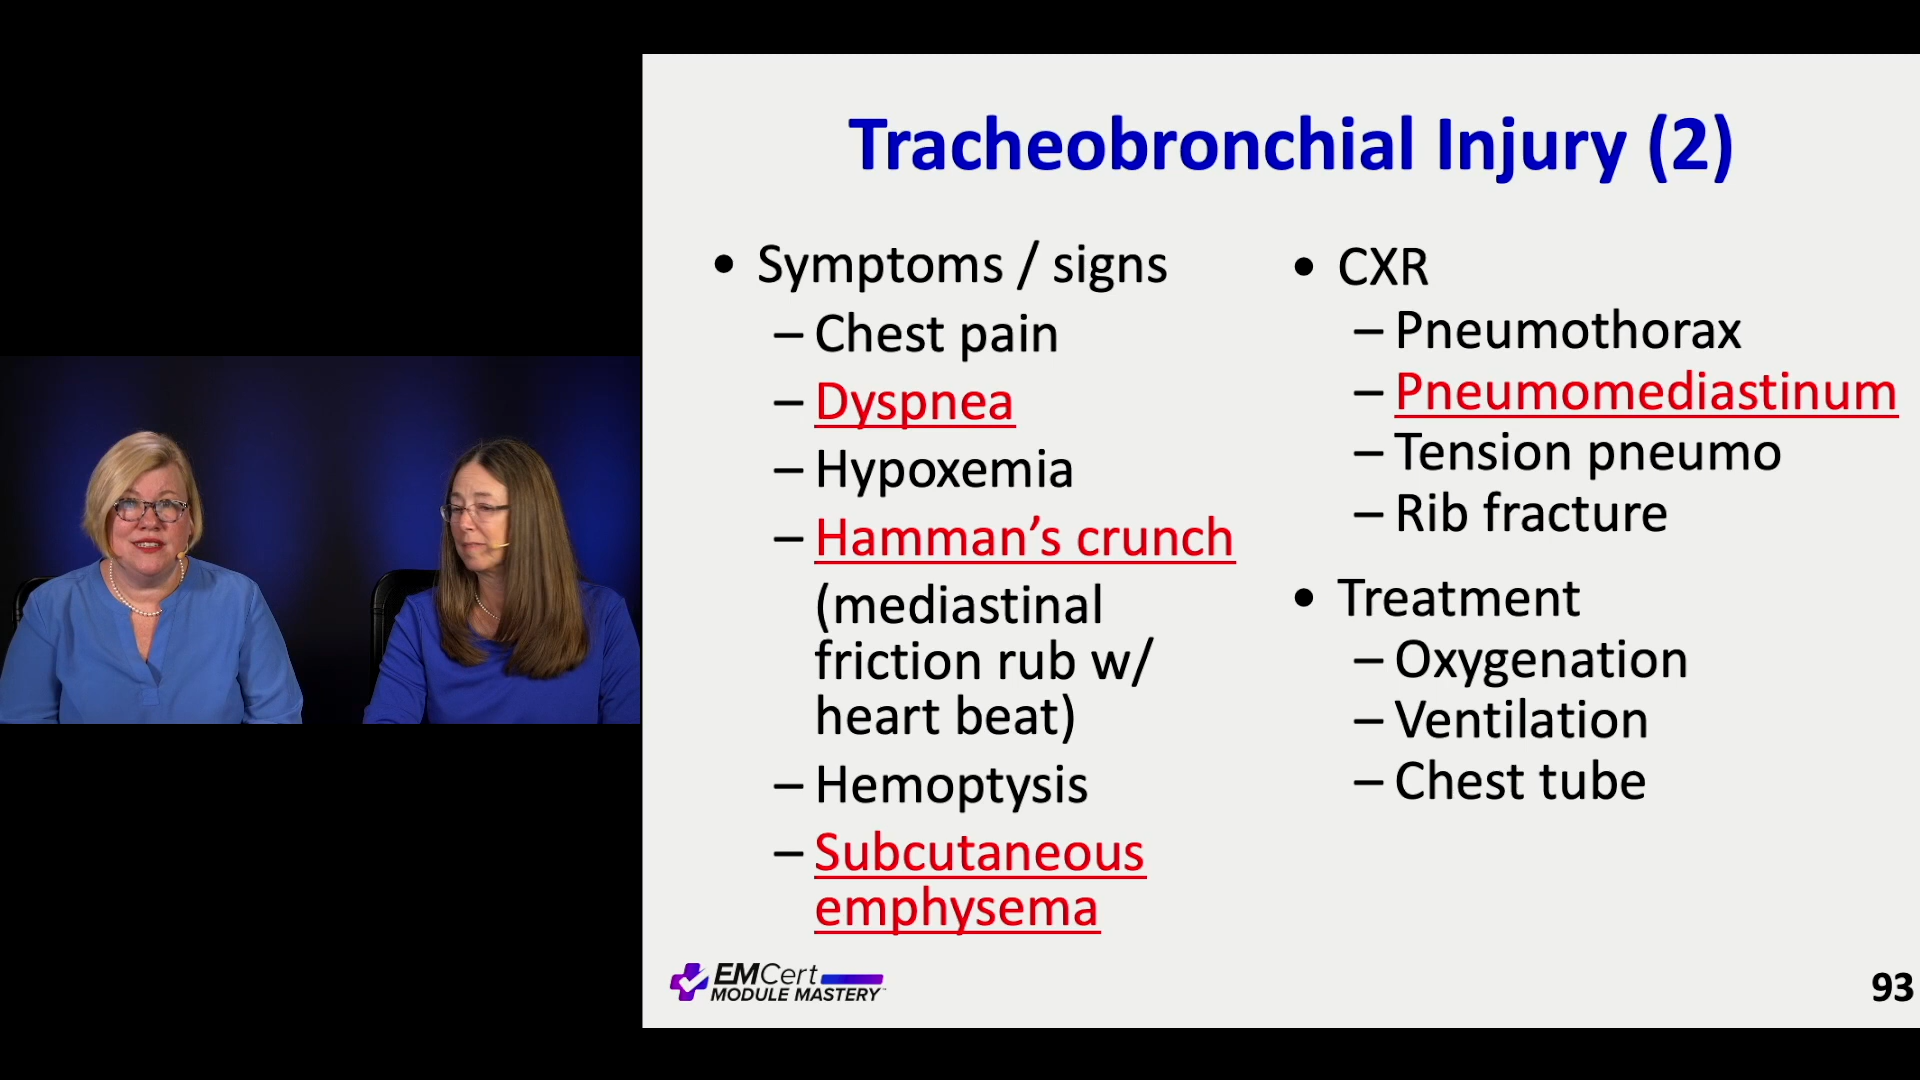 Tracheobronchial Injury (2)
• Symptoms / signs
– Chest pain
– Dyspnea
– Hypoxemia
– Hamman's crunch
(mediastinal
friction rub w/
heart beat)
– Hemoptysis
– Subcutaneous
emphysema
• CXR
– Pneumothorax
– Pneumomediastinum
– Tension pneumo
– Rib fracture
• Treatment
– Oxygenation
– Ventilation
– Chest tube
EMCert
MODULE MASTERY™
93